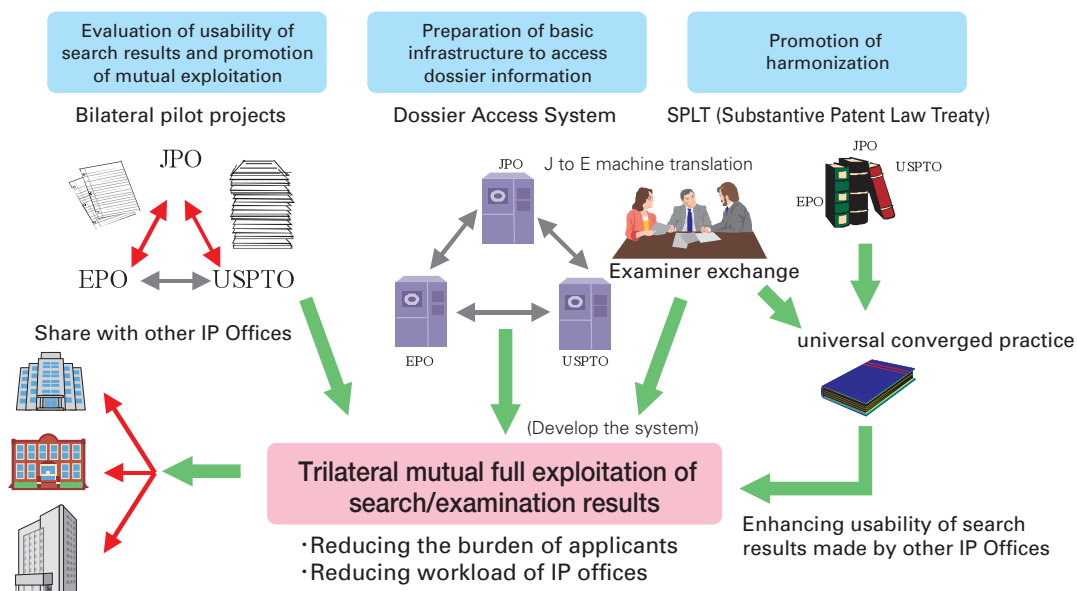 Evaluation of usability of
search results and promotion
of mutual exploitation
Preparation of basic
infrastructure to access
dossier information
Promotion of
harmonization
Bilateral pilot projects
Dossier Access System
SPLT (Substantive Patent Law Treaty)
JPO
EPO
USPTO
JPO
J to E machine translation
EPO
USPTO
Examiner exchange
JPO
USPTO
EPO
universal converged practice
Share with other IP Offices
(Develop the system)
Trilateral mutual full exploitation of
search/examination results
·Reducing the burden of applicants
·Reducing workload of IP offices
Enhancing usability of search
results made by other IP Offices